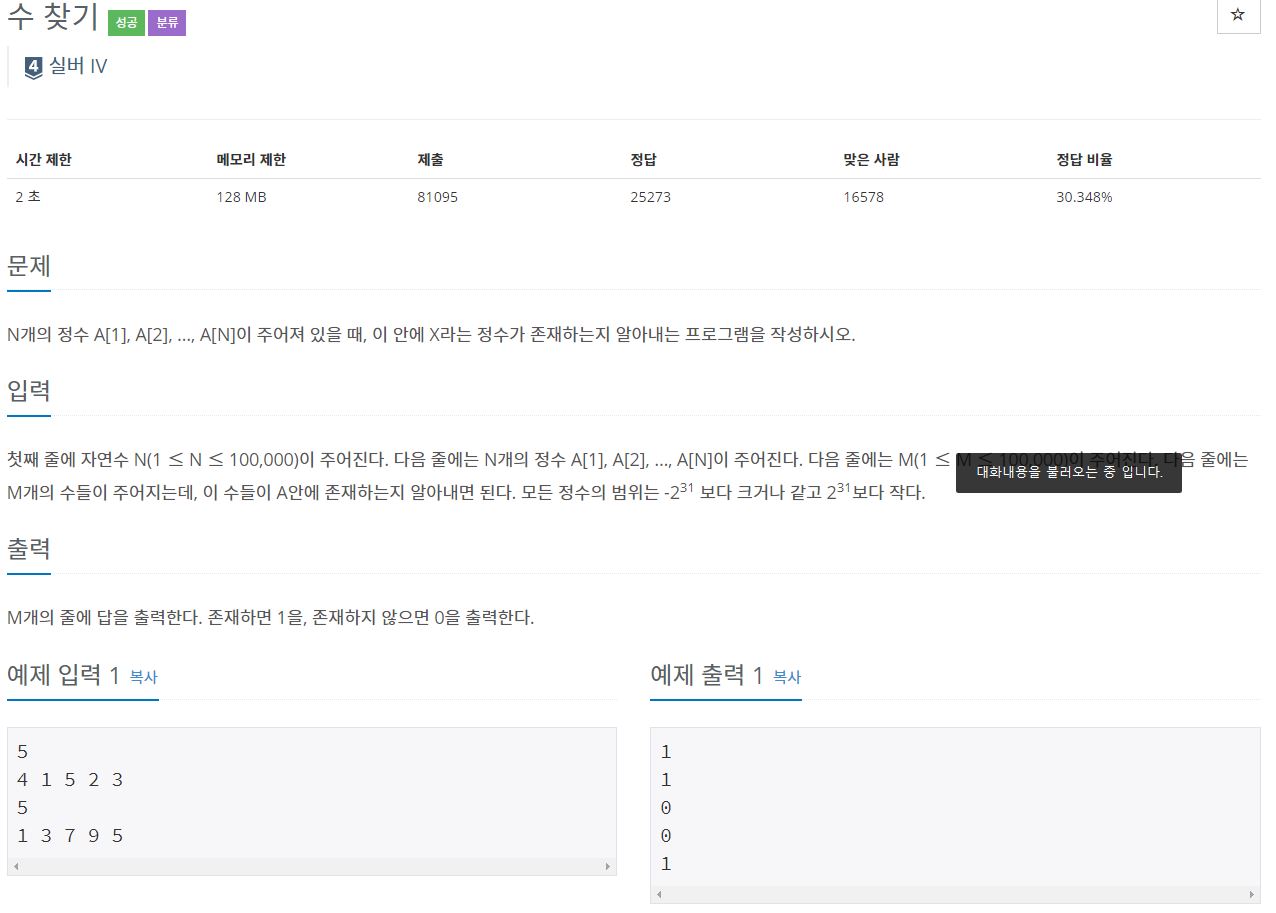 수 찾기 성공 분류
☆
4 실버 IV
시간 제한 메모리 제한 제출 정답 맞은 사람 정답 비율
2 초 128 MB 81095 25273 16578 30.348%
문제
N개의 정수 A[1], A[2], …, A[N]이 주어져 있을 때, 이 안에 X라는 정수가 존재하는지 알아내는 프로그램을 작성하시오.
입력
첫째 줄에 자연수 N(1 ≤ N ≤ 100,000)이 주어진다. 다음 줄에는 N개의 정수 A[1], A[2], …, A[N]이 주어진다. 다음 줄에는 M(1 ≤ M ≤ 100,000)이 주어진다. 다음 줄에는
대화내용을 불러오는 중 입니다.
M개의 수들이 주어지는데, 이 수들이 A안에 존재하는지 알아내면 된다. 모든 정수의 범위는 -2³¹ 보다 크거나 같고 2³¹보다 작다.
출력
M개의 줄에 답을 출력한다. 존재하면 1을, 존재하지 않으면 0을 출력한다.
예제 입력 1 복사
5
4 1 5 2 3
5
1 3 7 9 5
예제 출력 1 복사
1
1
0
0
1